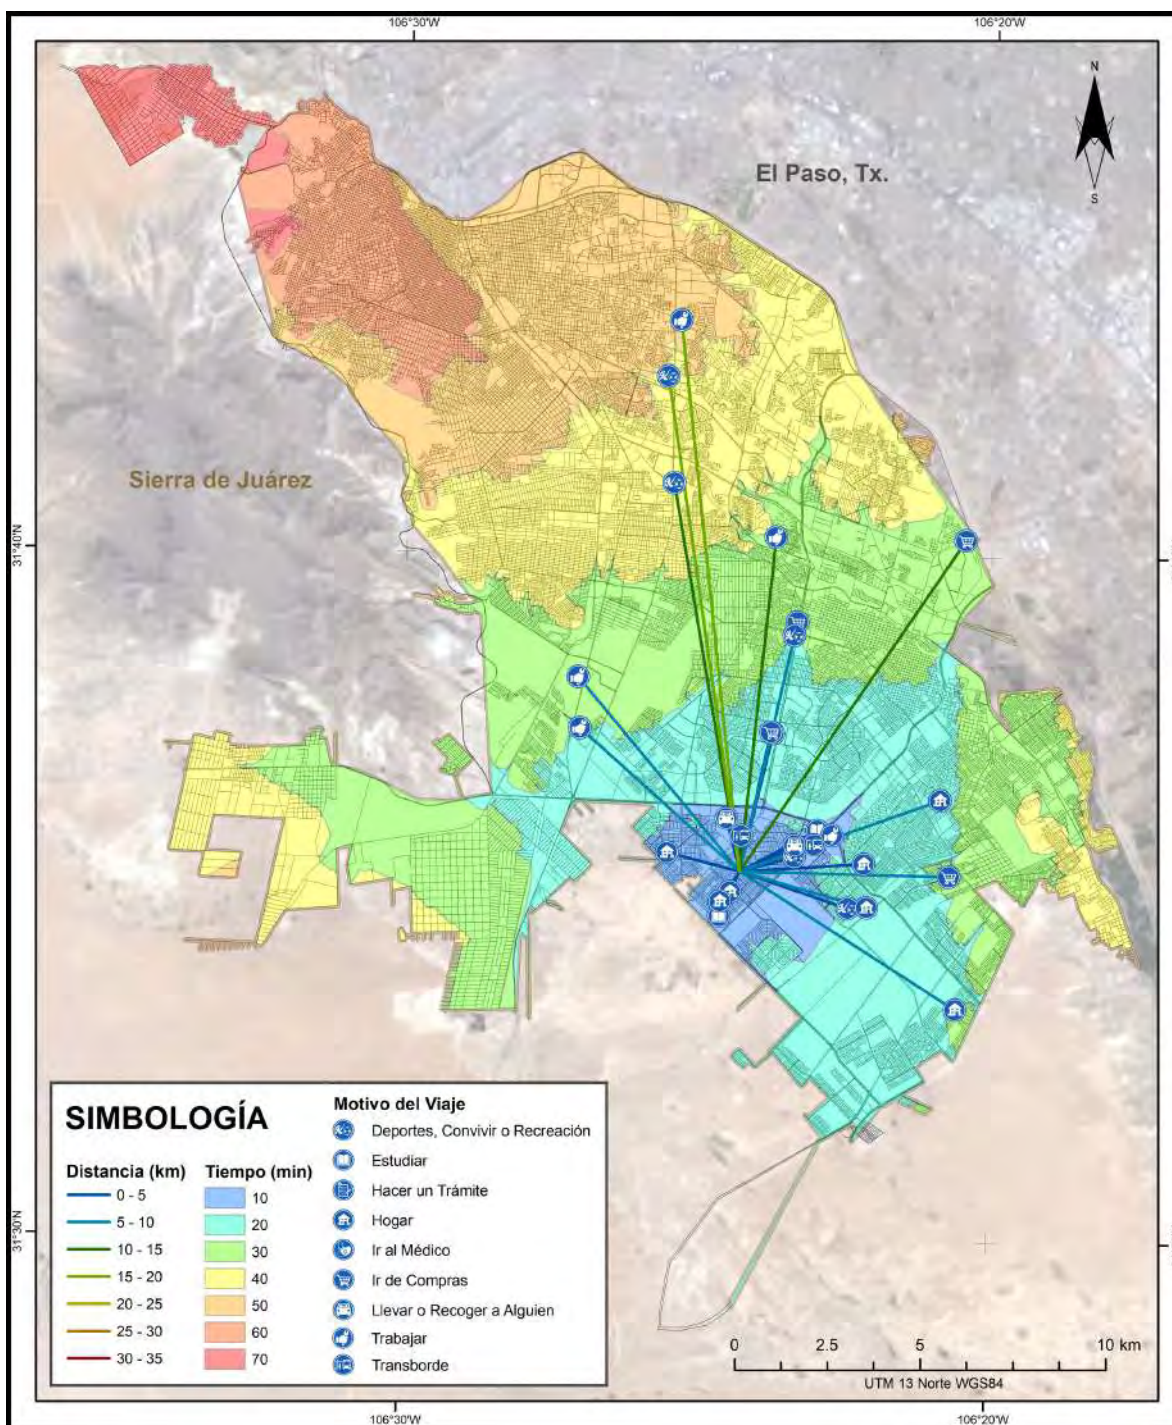 106°30'W
106°20'W
N
El Paso, Tx.
S
Sierra de Juárez
31°40'N
SIMBOLOGÍA
Distancia (km)
0 - 5
5 - 10
10 - 15
15 - 20
20 - 25
25 - 30
30 - 35
Tiempo (min)
10
20
30
40
50
60
70
Motivo del Viaje
Deportes, Convivir o Recreación
Estudiar
Hacer un Trámite
Hogar
Ir al Médico
Ir de Compras
Llevar o Recoger a Alguien
Trabajar
Transborde
31°30'N
0
2.5
5
10 km
UTM 13 Norte WGS84
106°30'W
106°20'W